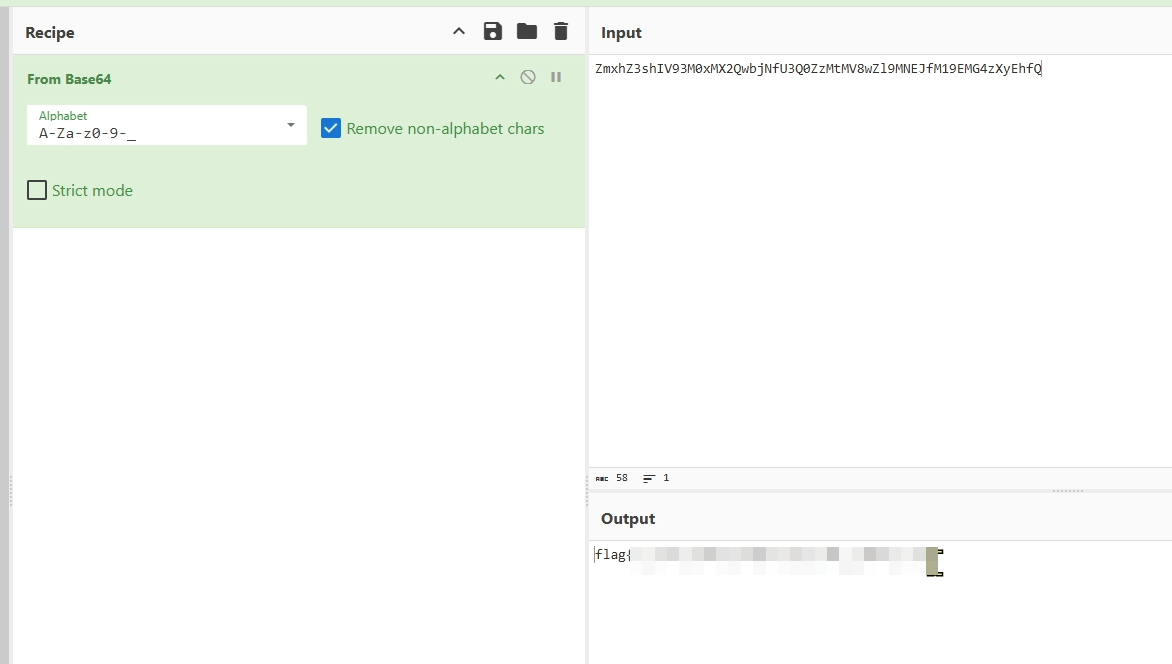 Recipe
From Base64
Alphabet
A-Za-z0-9-_
Remove non-alphabet chars
Strict mode
Input
ZmxhZ3shIV93M0xMX2QwbjNfU3Q0ZzMtMV8wZl9MNEJfM19EMG4zXyEhfQ
ABC 58 1
Output
flag{